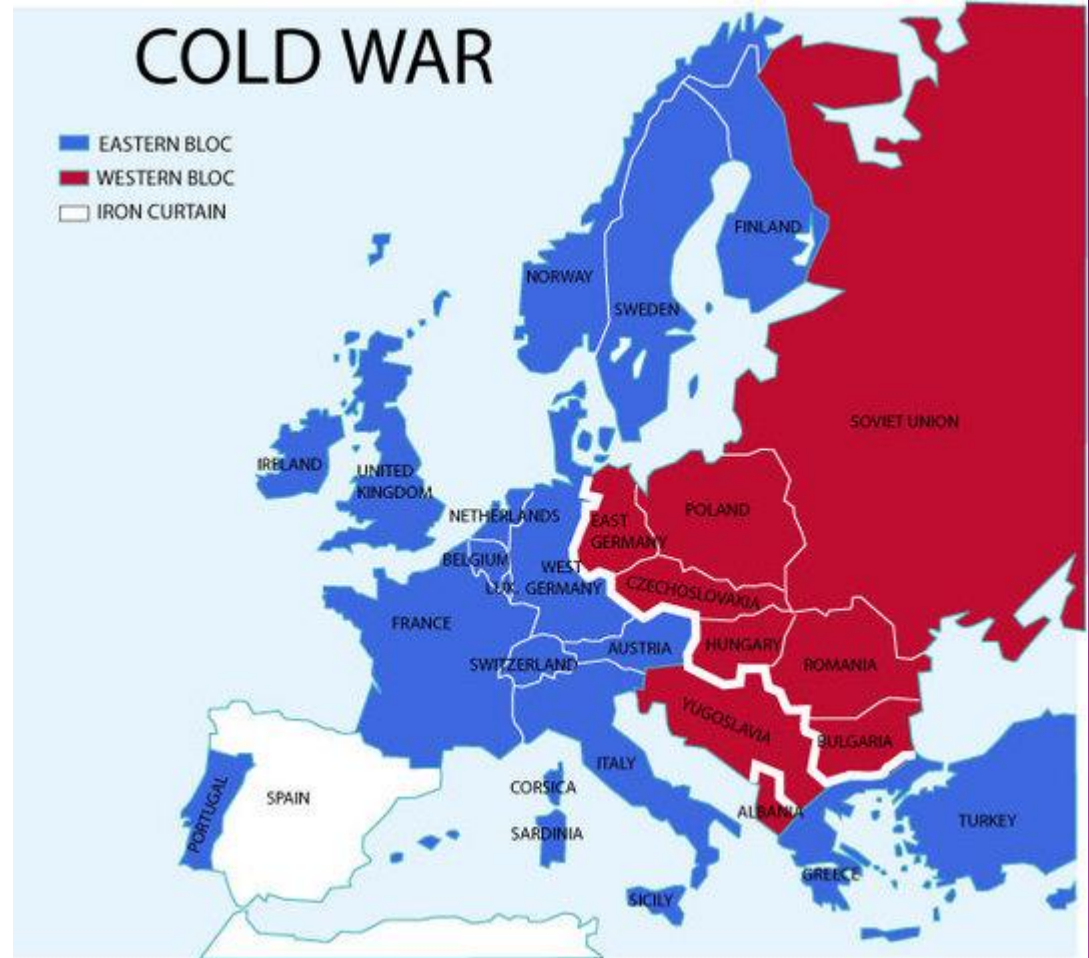 COLD WAR
EASTERN BLOC
WESTERN BLOC
IRON CURTAIN
FINLAND
NORWAY
SWEDEN
SOVIET UNION
IRELAND
UNITED
KINGDOM
NETHERLANDS
EAST
GERMANY
POLAND
BELGIUM
WEST
GERMANY
LUX.
CZECHOSLOVAKIA
FRANCE
SWITZERLAND
AUSTRIA
HUNGARY
ROMANIA
YUGOSLAVIA
BULGARIA
ITALY
CORSICA
SPAIN
PORTUGAL
SARDINIA
ALBANIA
TURKEY
GREECE
SICILY